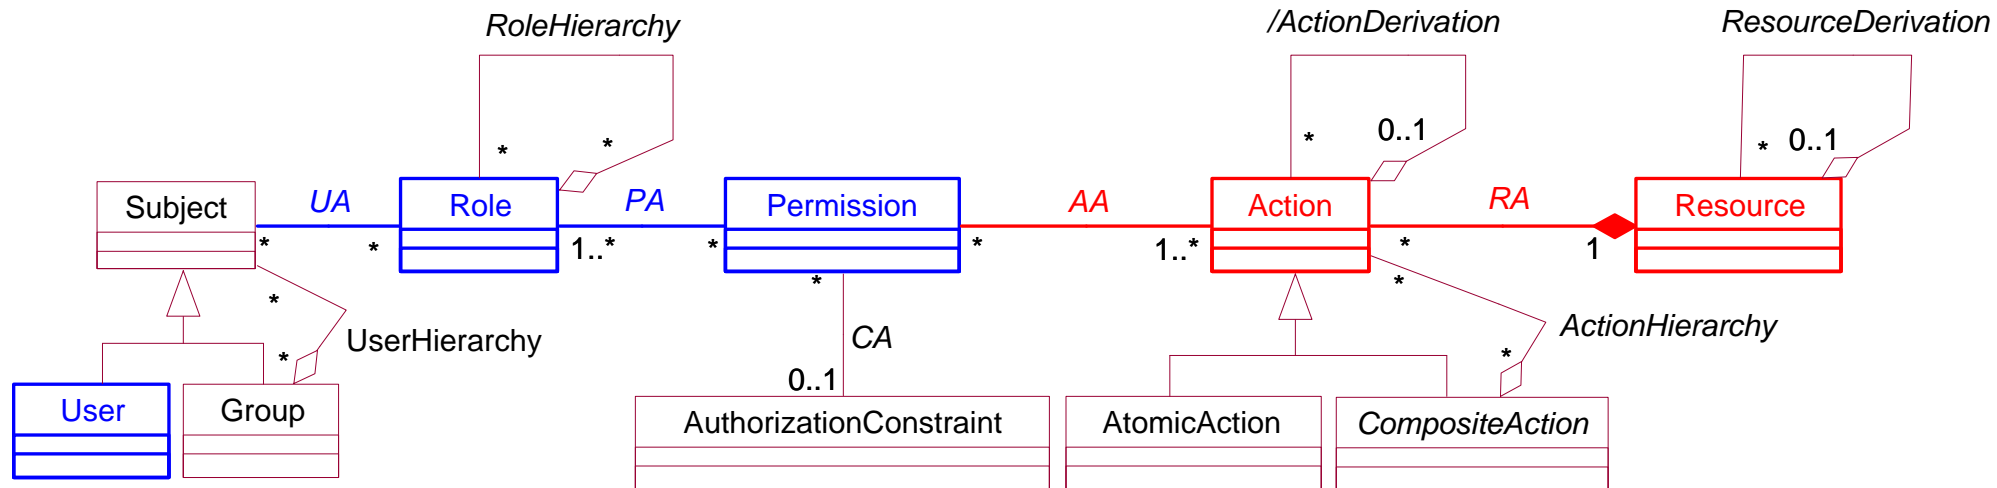 RoleHierarchy
/ActionDerivation
ResourceDerivation
* *
* 0..1
* 0..1
Subject
UA
Role
PA
Permission
AA
Action
RA
Resource
* *
1..* *
* 1..*
* 1
*
*
*
UserHierarchy
*
CA
0..1
*
*
ActionHierarchy
User
Group
AuthorizationConstraint
AtomicAction
CompositeAction